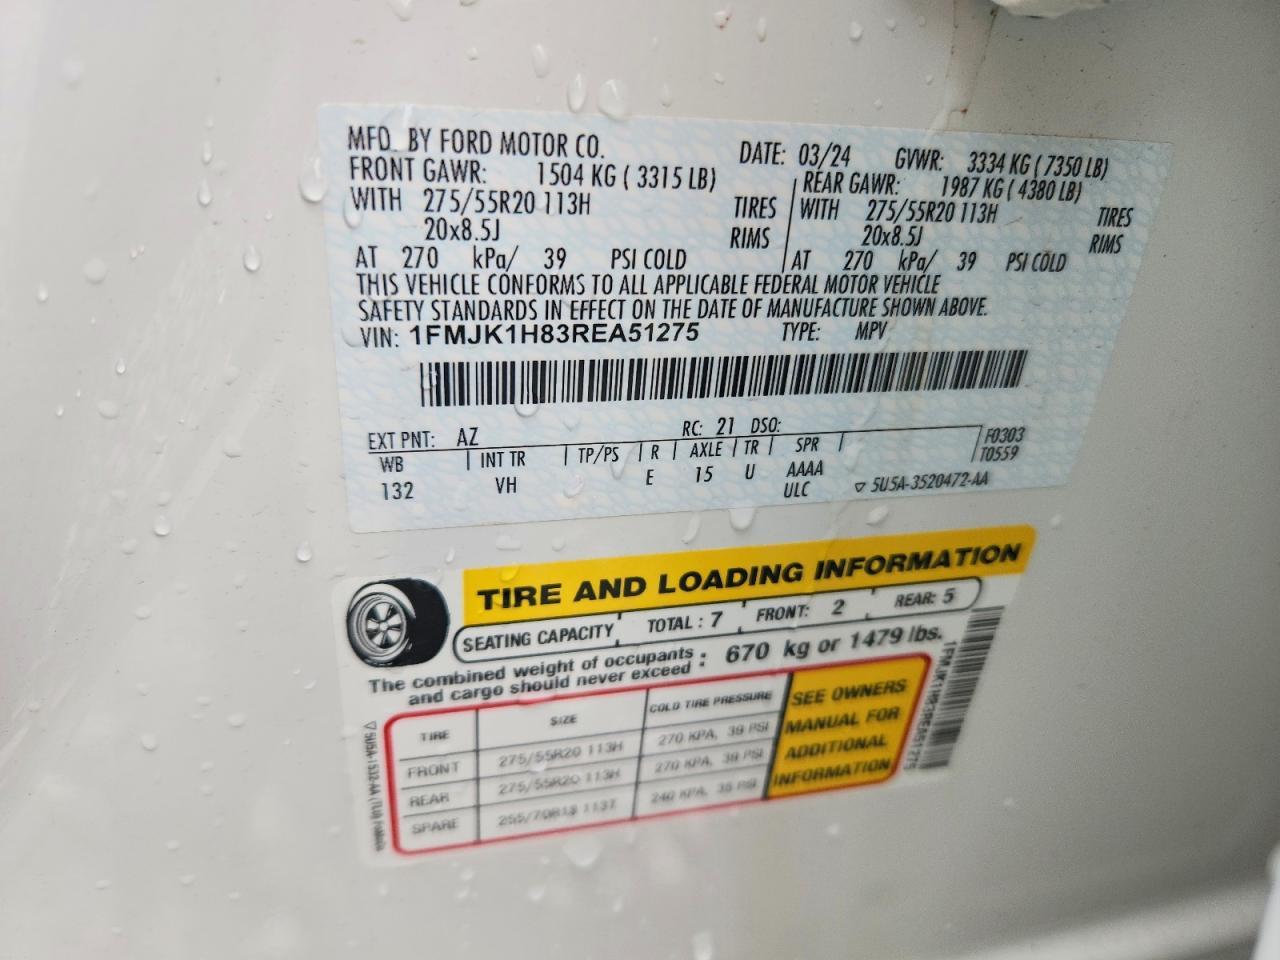 MFD. BY FORD MOTOR CO.
DATE: 03/24 GVWR: 3334 KG ( 7350 LB)
FRONT GAWR: 1504 KG ( 3315 LB)
REAR GAWR: 1987 KG ( 4380 LB)
WITH 275/55R20 113H TIRES
WITH 275/55R20 113H TIRES
20x8.5J RIMS
20x8.5J RIMS
AT 270 kPa/ 39 PSI COLD
AT 270 kPa/ 39 PSI COLD
THIS VEHICLE CONFORMS TO ALL APPLICABLE FEDERAL MOTOR VEHICLE
SAFETY STANDARDS IN EFFECT ON THE DATE OF MANUFACTURE SHOWN ABOVE.
VIN: 1FMJK1H83REA51275 TYPE: MPV
EXT PNT: AZ RC: 21 DSO: F0303
WB INT TR TP/PS R AXLE TR SPR T0559
132 VH E 15 U AAAA
ULC ▽ 5U5A-3520472-AA
TIRE AND LOADING INFORMATION
SEATING CAPACITY TOTAL : 7 FRONT: 2 REAR: 5
The combined weight of occupants and cargo should never exceed : 670 kg or 1479 lbs.
TIRE SIZE COLD TIRE PRESSURE
FRONT 275/55R20 113H 270 KPA, 39 PSI
REAR 275/55R20 113H 270 KPA, 39 PSI
SPARE 255/70R18 113T 240 KPA, 35 PSI
SEE OWNERS
MANUAL FOR
ADDITIONAL
INFORMATION
1FMJK1H83REA51275